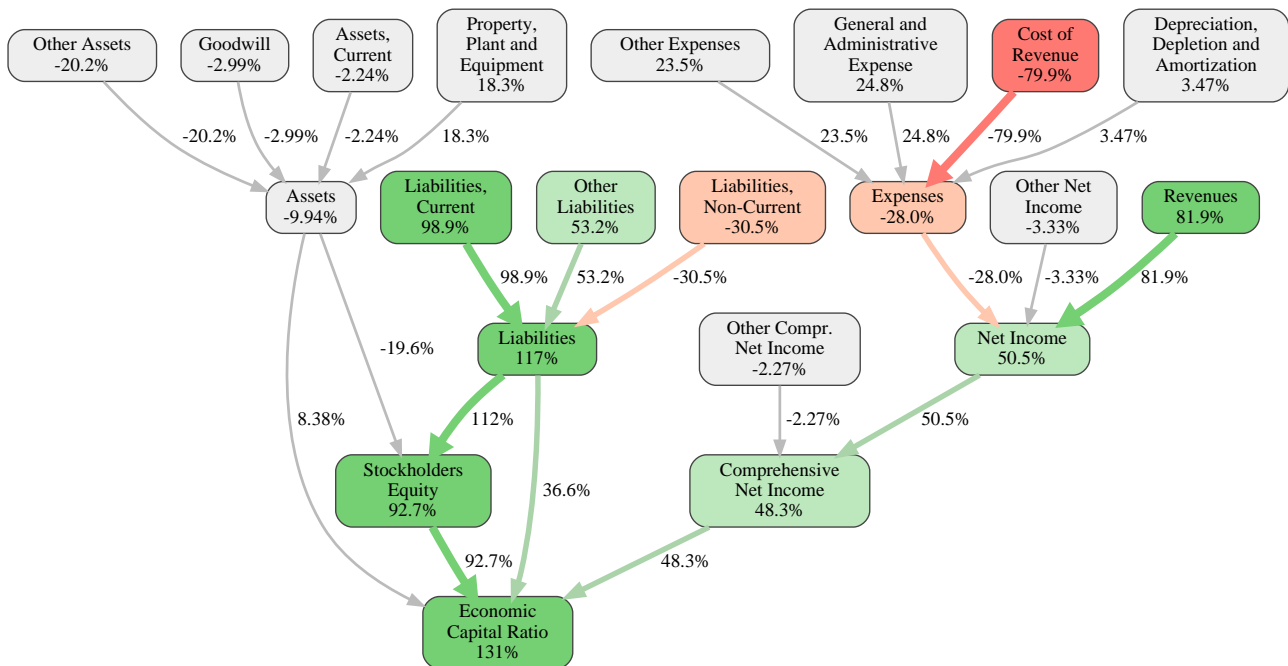 Other Assets
-20.2%
Goodwill
-2.99%
Assets,
Current
-2.24%
Property,
Plant and
Equipment
18.3%
Other Expenses
23.5%
General and
Administrative
Expense
24.8%
Cost of
Revenue
-79.9%
Depreciation,
Depletion and
Amortization
3.47%
-20.2%
-2.99%
-2.24%
18.3%
23.5%
24.8%
-79.9%
3.47%
Assets
-9.94%
Liabilities,
Current
98.9%
Other
Liabilities
53.2%
Liabilities,
Non-Current
-30.5%
Expenses
-28.0%
Other Net
Income
-3.33%
Revenues
81.9%
98.9%
53.2%
-30.5%
-28.0%
-3.33%
81.9%
-19.6%
Liabilities
117%
Other Compr.
Net Income
-2.27%
Net Income
50.5%
8.38%
112%
-2.27%
50.5%
Stockholders
Equity
92.7%
36.6%
Comprehensive
Net Income
48.3%
92.7%
48.3%
Economic
Capital Ratio
131%